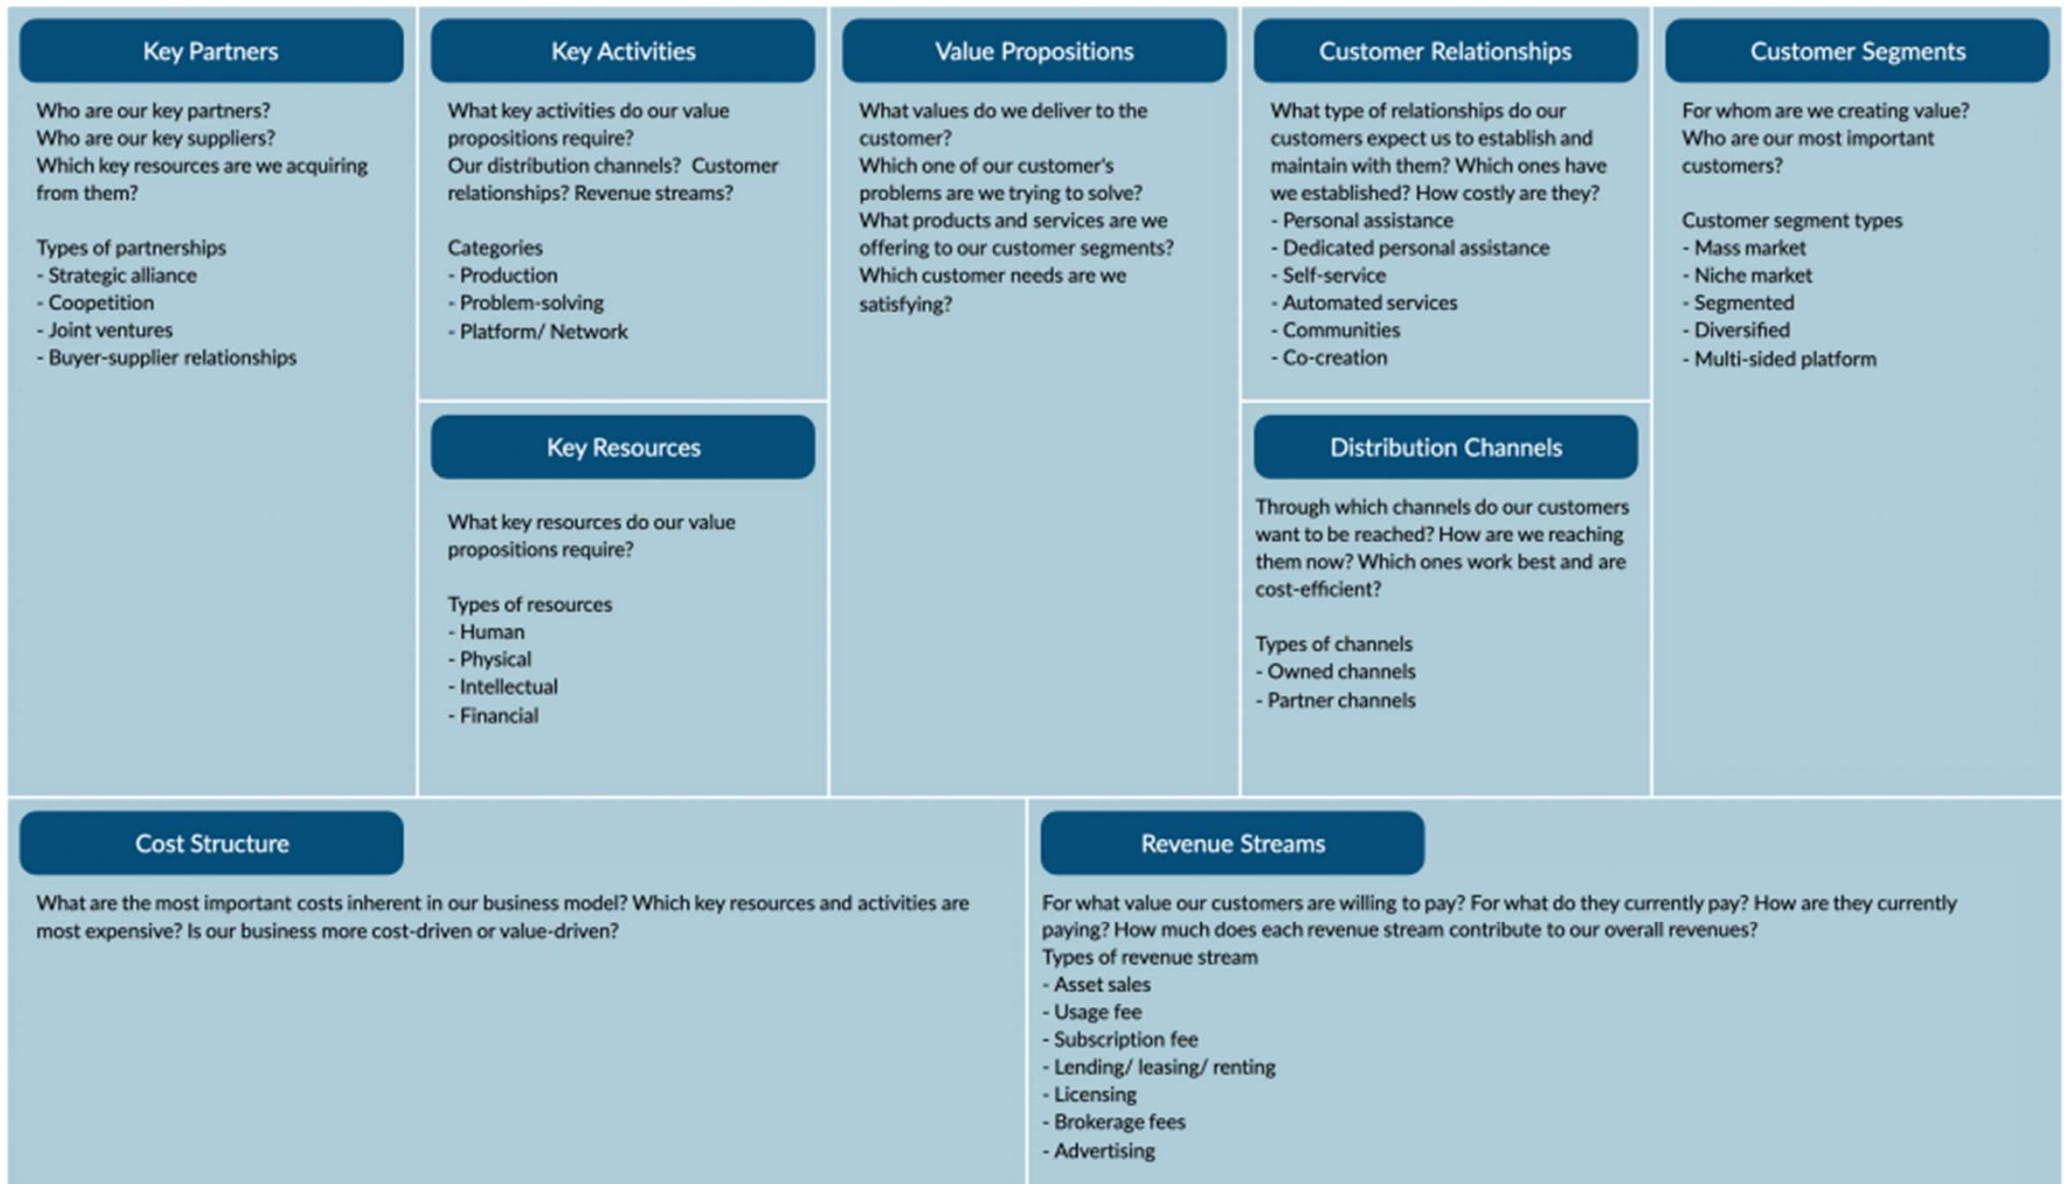 Key Partners
Who are our key partners?
Who are our key suppliers?
Which key resources are we acquiring
from them?
Types of partnerships
- Strategic alliance
- Coopetition
- Joint ventures
- Buyer-supplier relationships
Key Activities
What key activities do our value
propositions require?
Our distribution channels?  Customer
relationships? Revenue streams?
Categories
- Production
- Problem-solving
- Platform/ Network
Key Resources
What key resources do our value
propositions require?
Types of resources
- Human
- Physical
- Intellectual
- Financial
Value Propositions
What values do we deliver to the
customer?
Which one of our customer's
problems are we trying to solve?
What products and services are we
offering to our customer segments?
Which customer needs are we
satisfying?
Customer Relationships
What type of relationships do our
customers expect us to establish and
maintain with them? Which ones have
we established? How costly are they?
- Personal assistance
- Dedicated personal assistance
- Self-service
- Automated services
- Communities
- Co-creation
Distribution Channels
Through which channels do our customers
want to be reached? How are we reaching
them now? Which ones work best and are
cost-efficient?
Types of channels
- Owned channels
- Partner channels
Customer Segments
For whom are we creating value?
Who are our most important
customers?
Customer segment types
- Mass market
- Niche market
- Segmented
- Diversified
- Multi-sided platform
Cost Structure
What are the most important costs inherent in our business model? Which key resources and activities are
most expensive? Is our business more cost-driven or value-driven?
Revenue Streams
For what value our customers are willing to pay? For what do they currently pay? How are they currently
paying? How much does each revenue stream contribute to our overall revenues?
Types of revenue stream
- Asset sales
- Usage fee
- Subscription fee
- Lending/ leasing/ renting
- Licensing
- Brokerage fees
- Advertising